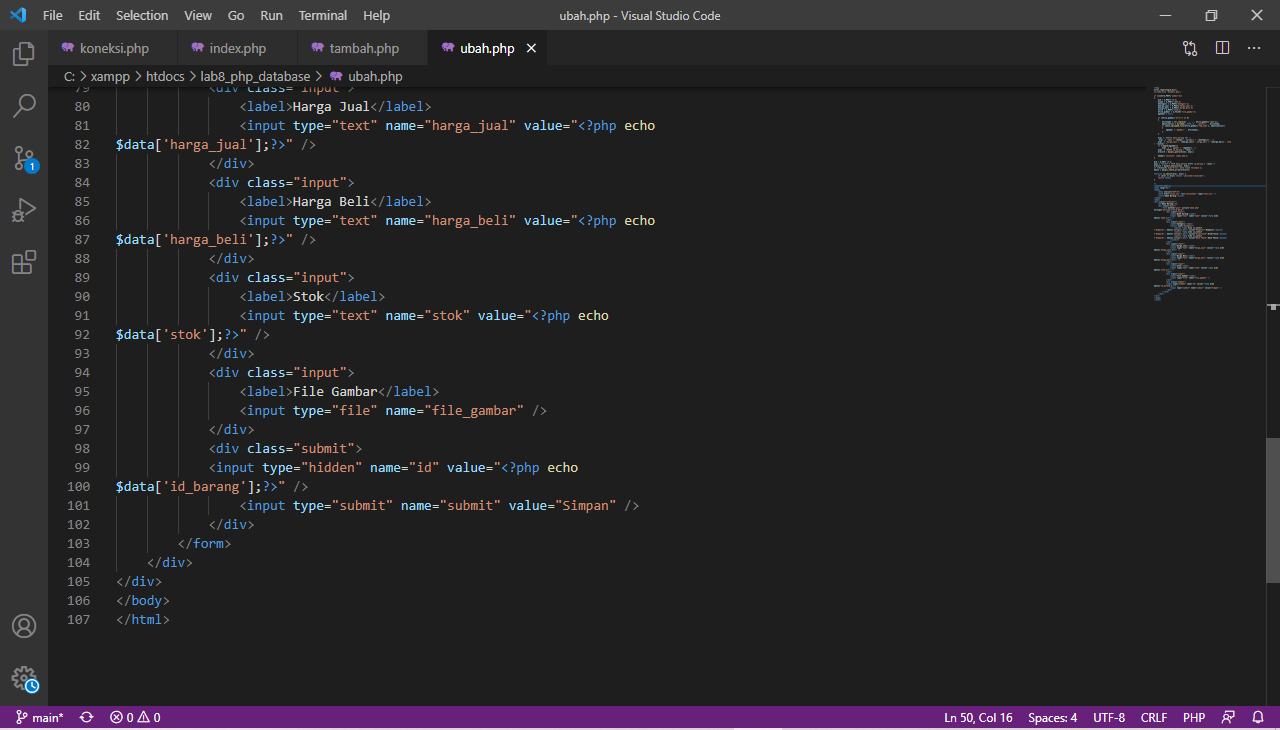 File Edit Selection View Go Run Terminal Help ubah.php - Visual Studio Code
koneksi.php index.php tambah.php ubah.php
C: > xampp > htdocs > lab8_php_database > ubah.php
79 <div class="input">
80 <label>Harga Jual</label>
81 <input type="text" name="harga_jual" value="<?php echo
82 $data['harga_jual'];?>" />
83 </div>
84 <div class="input">
85 <label>Harga Beli</label>
86 <input type="text" name="harga_beli" value="<?php echo
87 $data['harga_beli'];?>" />
88 </div>
89 <div class="input">
90 <label>Stok</label>
91 <input type="text" name="stok" value="<?php echo
92 $data['stok'];?>" />
93 </div>
94 <div class="input">
95 <label>File Gambar</label>
96 <input type="file" name="file_gambar" />
97 </div>
98 <div class="submit">
99 <input type="hidden" name="id" value="<?php echo
100 $data['id_barang'];?>" />
101 <input type="submit" name="submit" value="Simpan" />
102 </div>
103 </form>
104 </div>
105 </div>
106 </body>
107 </html>
1
main* 0 0 Ln 50, Col 16 Spaces: 4 UTF-8 CRLF PHP